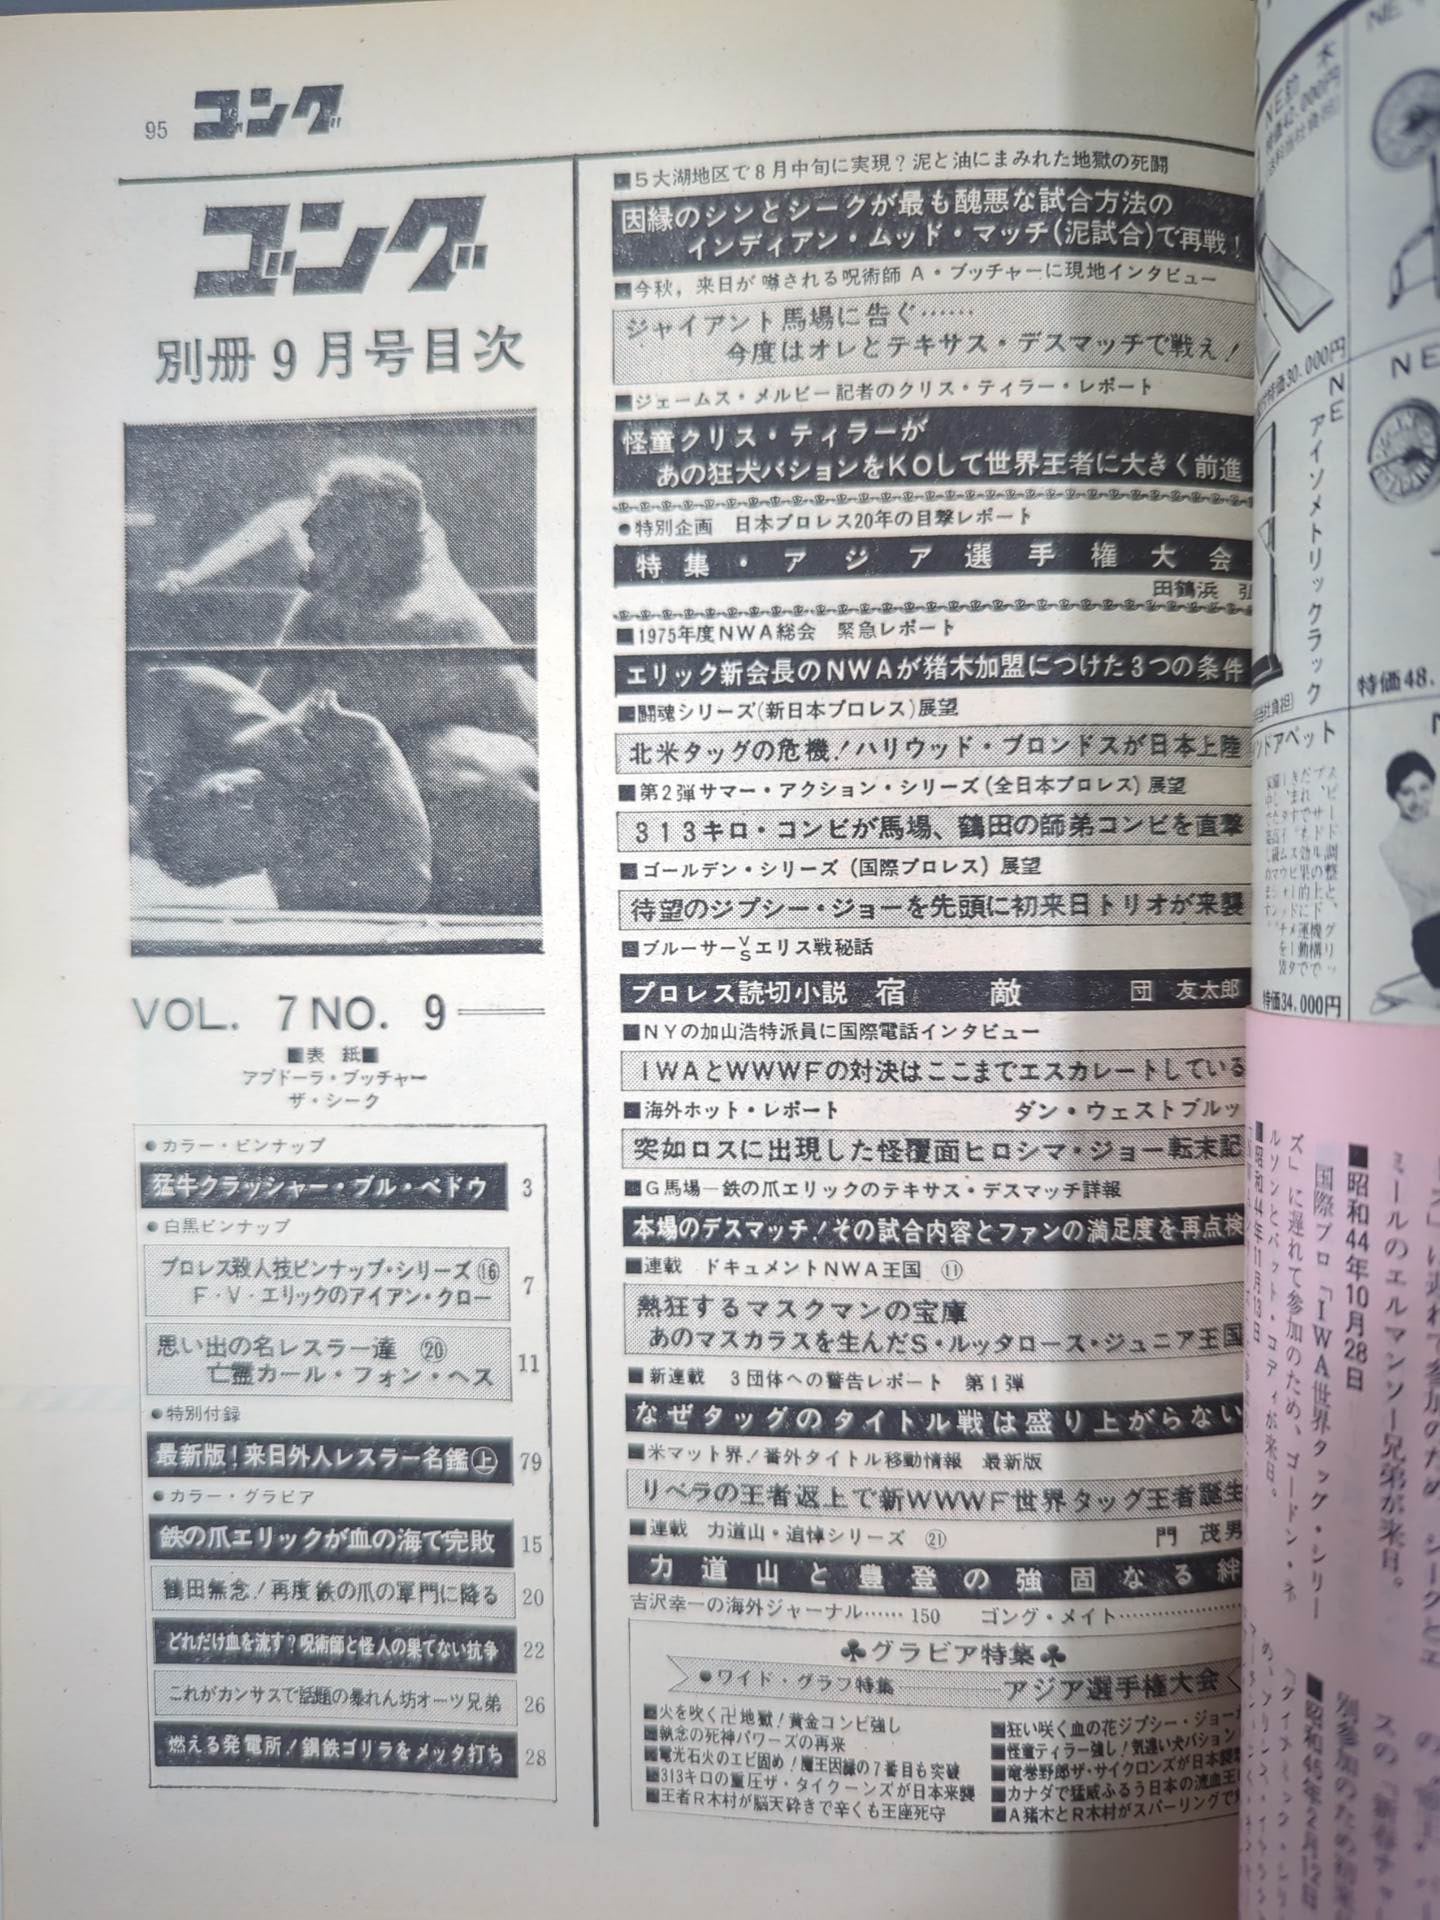 95 ゴング
ゴング
別冊9月号目次
VOL. 7 NO. 9
■表紙■
アブドーラ・ブッチャー
ザ・シーク
●カラー・ピンナップ
猛牛クラッシャー・ブル・ベドウ 3
●白黒ピンナップ
プロレス殺人技ピンナップ・シリーズ⑯
F・V・エリックのアイアン・クロー 7
思い出の名レスラー達 ⑳
亡霊カール・フォン・ヘス 11
●特別付録
最新版!来日外人レスラー名鑑㊤ 79
●カラー・グラビア
鉄の爪エリックが血の海で完敗 15
鶴田無念!再度鉄の爪の軍門に降る 20
どれだけ血を流す?呪術師と怪人の果てない抗争 22
これがカンサスで話題の暴れん坊オーツ兄弟 26
燃える発電所!鋼鉄ゴリラをメッタ打ち 28
■5大湖地区で8月中旬に実現?泥と油にまみれた地獄の死闘
因縁のシンとシークが最も醜悪な試合方法の
インディアン・ムッド・マッチ(泥試合)で再戦!
■今秋,来日が噂される呪術師A・ブッチャーに現地インタビュー
ジャイアント馬場に告ぐ……
今度はオレとテキサス・デスマッチで戦え!
■ジェームス・メルビー記者のクリス・ティラー・レポート
怪童クリス・ティラーが
あの狂犬バションをKOして世界王者に大きく前進
●特別企画 日本プロレス20年の目撃レポート
特集・アジア選手権大会
田鶴浜 弘
■1975年度NWA総会 緊急レポート
エリック新会長のNWAが猪木加盟につけた3つの条件
■闘魂シリーズ(新日本プロレス)展望
北米タッグの危機!ハリウッド・ブロンドスが日本上陸
■第2弾サマー・アクション・シリーズ(全日本プロレス)展望
313キロ・コンビが馬場、鶴田の師弟コンビを直撃
■ゴールデン・シリーズ(国際プロレス)展望
待望のジプシー・ジョーを先頭に初来日トリオが来襲
■ブルーサーVSエリス戦秘話
プロレス読切小説 宿敵 団 友太郎
■NYの加山浩特派員に国際電話インタビュー
IWAとWWWFの対決はここまでエスカレートしている
■海外ホット・レポート ダン・ウェストブルッ
突如ロスに出現した怪覆面ヒロシマ・ジョー転末記
■G馬場—鉄の爪エリックのテキサス・デスマッチ詳報
本場のデスマッチ!その試合内容とファンの満足度を再点検
■連載 ドキュメントNWA王国 ⑪
熱狂するマスクマンの宝庫
あのマスカラスを生んだS・ルッタロース・ジュニア王国
■新連載 3団体への警告レポート 第1弾
なぜタッグのタイトル戦は盛り上がらない
■米マット界!番外タイトル移動情報 最新版
リベラの王者返上で新WWWF世界タッグ王者誕生
■連載 力道山・追悼シリーズ ㉑ 門 茂男
力道山と豊登の強固なる絆
吉沢幸一の海外ジャーナル……150 ゴング・メイト…………
♣グラビア特集♣
●ワイド・グラフ特集 アジア選手権大会
■火を吹く卍地獄!黄金コンビ強し
■執念の死神パワーズの再来
■電光石火のエビ固め!魔王因縁の7番目も突破
■313キロの重圧ザ・タイクーンズが日本来襲
■王者R木村が脳天砕きで辛くも王座死守
■狂い咲く血の花ジプシー・ジョー
■怪童ティラー強し!気違い犬バション
■竜巻野郎ザ・サイクロンズが日本襲
■カナダで猛威ふるう日本の流血王
■A猪木とR木村がスパーリングで
特価30.000円
NE
アイソメトリックラック
特価48.
特価34.000円
ミールのエルマンソー兄弟が来日。
■昭和44年10月28日
国際プロ「IWA世界タッグ・シリー
ズ」に遅れて参加のため、ゴードン・ネ
ルソンとパット・コディが来日。
■昭和44年11月13日
■昭和45年2月12日